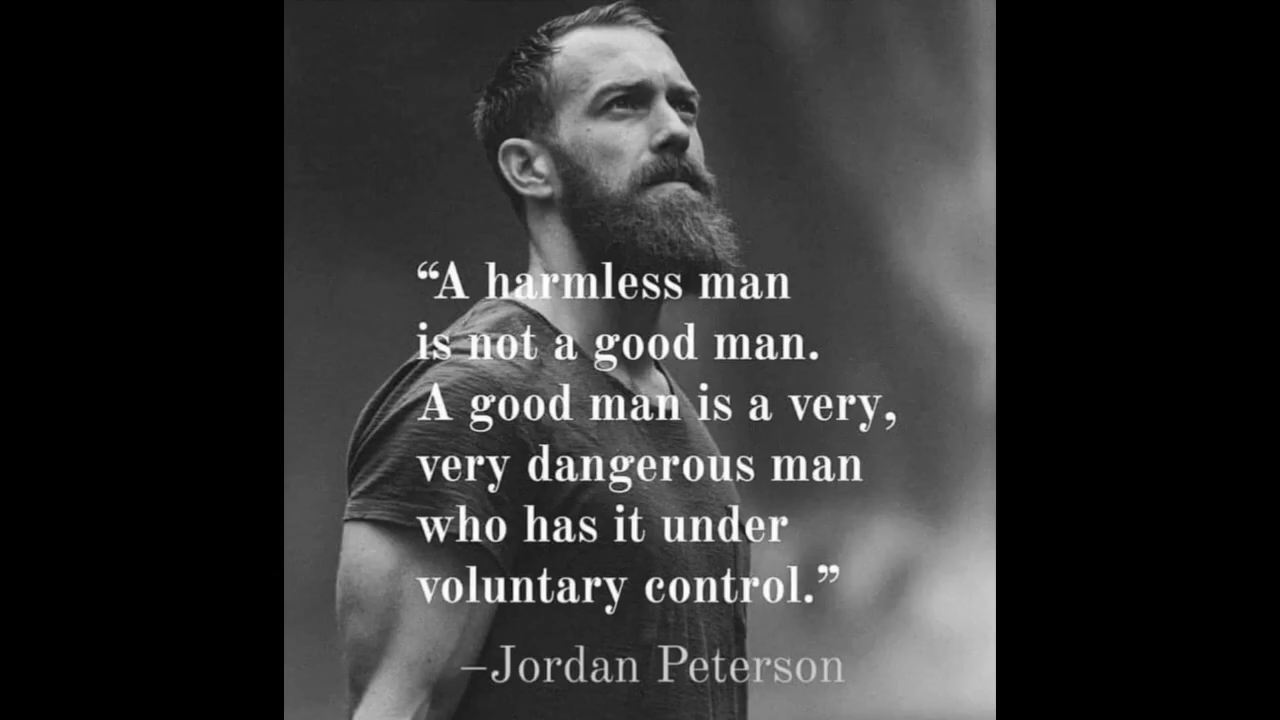 “A harmless man
is not a good man.
A good man is a very,
very dangerous man
who has it under
voluntary control.”
–Jordan Peterson